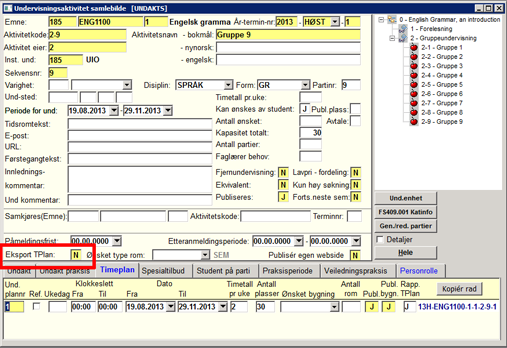 Undervisningsaktivitet samlebilde [UNDAKTS]
Emne: 185 ENG1100 1 Engelsk gramma År-termin-nr: 2013 - HØST - 1
Aktivitetkode: 2-9 Aktivitetsnavn - bokmål: Gruppe 9
Aktivitet eier: 2 - nynorsk:
Inst. und: 185 UIO - engelsk:
Sekvensnr: 9
Varighet: Disiplin: SPRÅK Form: GR Partinr: 9
Und-sted: Timetall pr.uke:
Periode for und: 19.08.2013 - 29.11.2013 Kan ønskes av student: J Publ.plass:
Tidsromtekst: Antall ønsket: Avtale:
E-post: Kapasitet totalt: 30
URL: Antall partier:
Førstegangtekst: Faglærer behov:
Innlednings- Fjernundervisning: N Lavpri - fordeling: N
kommentar: Ekvivalent: N Kun høy søkning N
Und kommentar: Publiseres: J Forts.neste sem: N
Samkjøres(Emne): Aktivitetskode: Terminnr:
Påmeldingsfrist: 00.00.0000 Etteranmeldingsperiode: 00.00.0000 - 00.00.0000
Eksport TPlan: N Ønsket type rom: SEM Publisér egen webside N
Undakt Undakt praksis Timeplan Spesialtilbud Student på parti Praksisperiode Veiledningspraksis Personrolle
Und. Klokkeslett Dato Timetall Antall Antall Publ Publ. Rapp.
plannr Ref. Ukedag Fra Til Fra Til pr uke plasser Ønsket bygning rom bygn. TPlan Kopiér rad
1 00:00 00:00 19.08.2013 29.11.2013 2 30 J J J 13H-ENG1100-1-1-2-9-1
0 - English Grammar, an introduction
1 - Forelesning
2 - Gruppeundervisning
2-1 - Gruppe 1
2-2 - Gruppe 2
2-3 - Gruppe 3
2-4 - Gruppe 4
2-5 - Gruppe 5
2-6 - Gruppe 6
2-7 - Gruppe 7
2-8 - Gruppe 8
2-9 - Gruppe 9
Und.enhet
FS409.001 Katinfo
Gen./red. partier
Detaljer
Hele